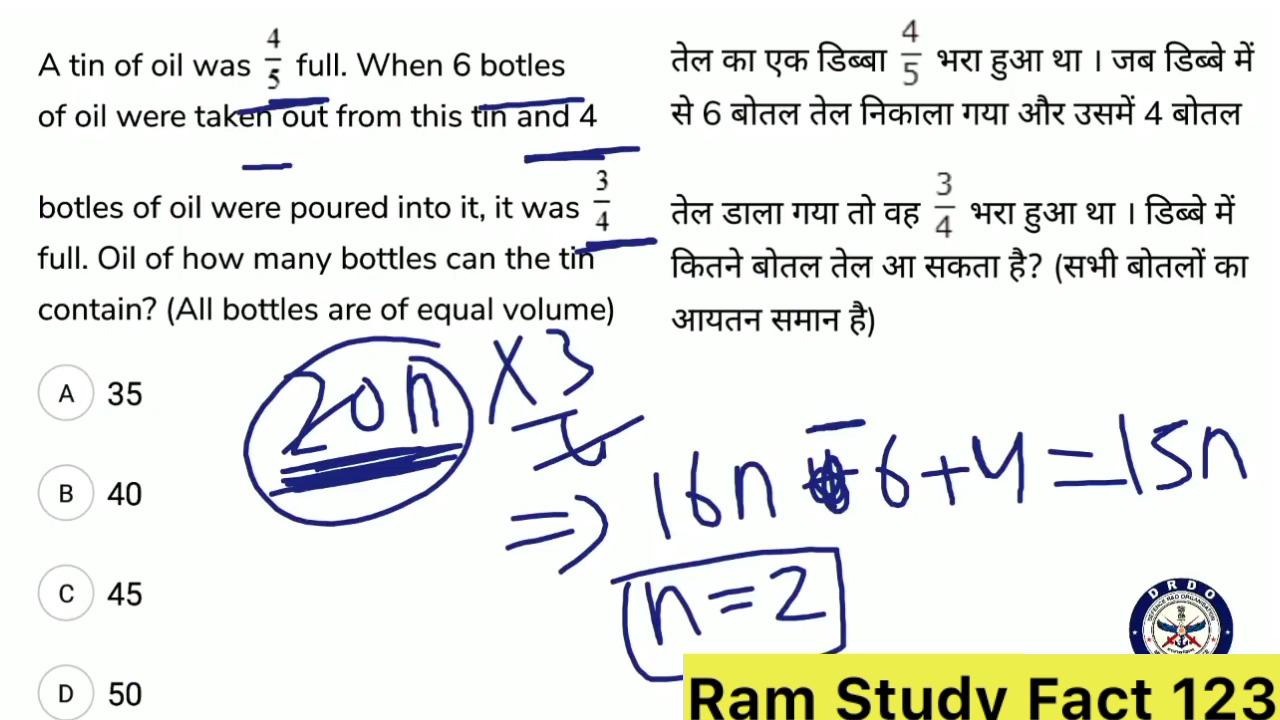 A tin of oil was 4/5 full. When 6 botles
of oil were taken out from this tin and 4
botles of oil were poured into it, it was 3/4
full. Oil of how many bottles can the tin
contain? (All bottles are of equal volume)
A 35
B 40
C 45
D 50
तेल का एक डिब्बा 4/5 भरा हुआ था । जब डिब्बे में
से 6 बोतल तेल निकाला गया और उसमें 4 बोतल
तेल डाला गया तो वह 3/4 भरा हुआ था । डिब्बे में
कितने बोतल तेल आ सकता है? (सभी बोतलों का
आयतन समान है)
20n × 3
⇒ 16n - 6 + 4 = 15n
n = 2
DRDO
Ram Study Fact 123